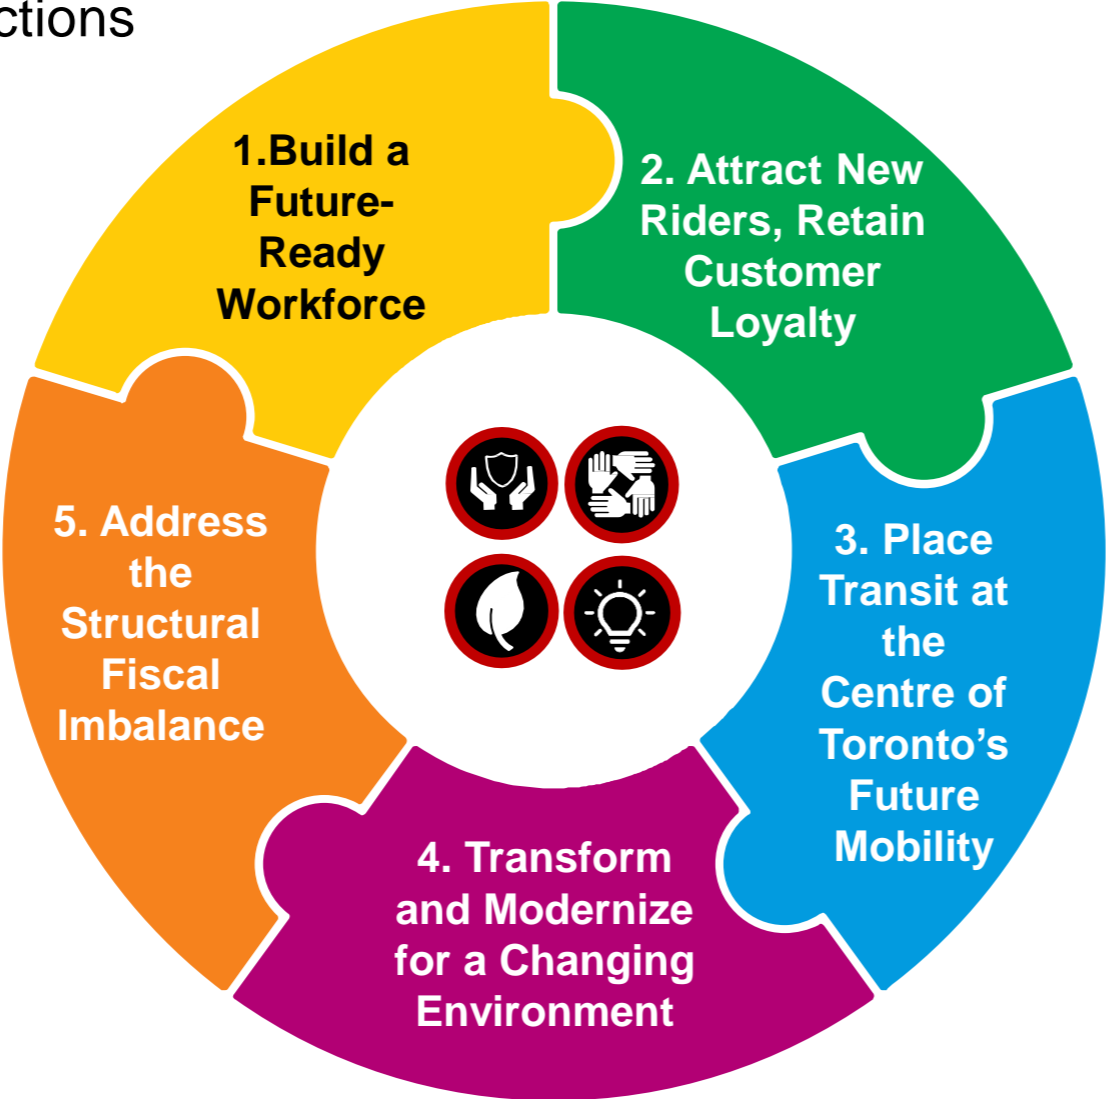 ctions
1.Build a
Future-
Ready
Workforce
2. Attract New
Riders, Retain
Customer
Loyalty
3. Place
Transit at
the
Centre of
Toronto’s
Future
Mobility
4. Transform
and Modernize
for a Changing
Environment
5. Address
the
Structural
Fiscal
Imbalance